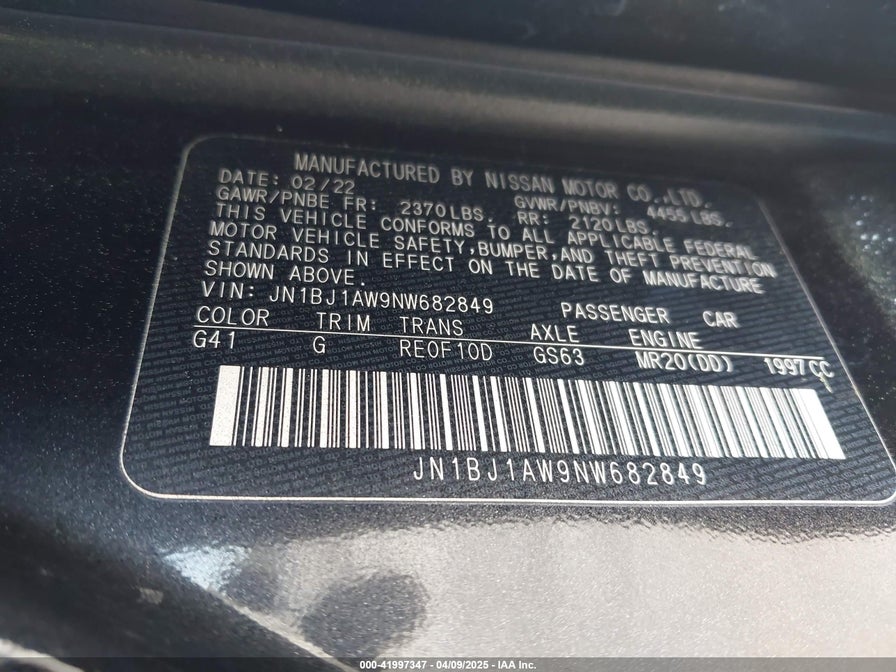 MANUFACTURED BY NISSAN MOTOR CO.,LTD.
DATE: 02/22 GVWR/PNBV: 4455 LBS.
GAWR/PNBE FR: 2370LBS. RR: 2120LBS.
THIS VEHICLE CONFORMS TO ALL APPLICABLE FEDERAL
MOTOR VEHICLE SAFETY,BUMPER,AND THEFT PREVENTION
STANDARDS IN EFFECT ON THE DATE OF MANUFACTURE
SHOWN ABOVE.
VIN: JN1BJ1AW9NW682849 PASSENGER CAR
COLOR TRIM TRANS AXLE ENGINE
G41 G RE0F10D GS63 MR20(DD) 1997CC
JN1BJ1AW9NW682849
000-41997347 - 04/09/2025 - IAA Inc.